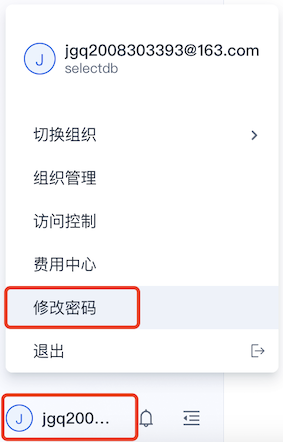 J
jgq2008303393@163.com
selectdb
切换组织
组织管理
访问控制
费用中心
修改密码
退出
J
jgq200...